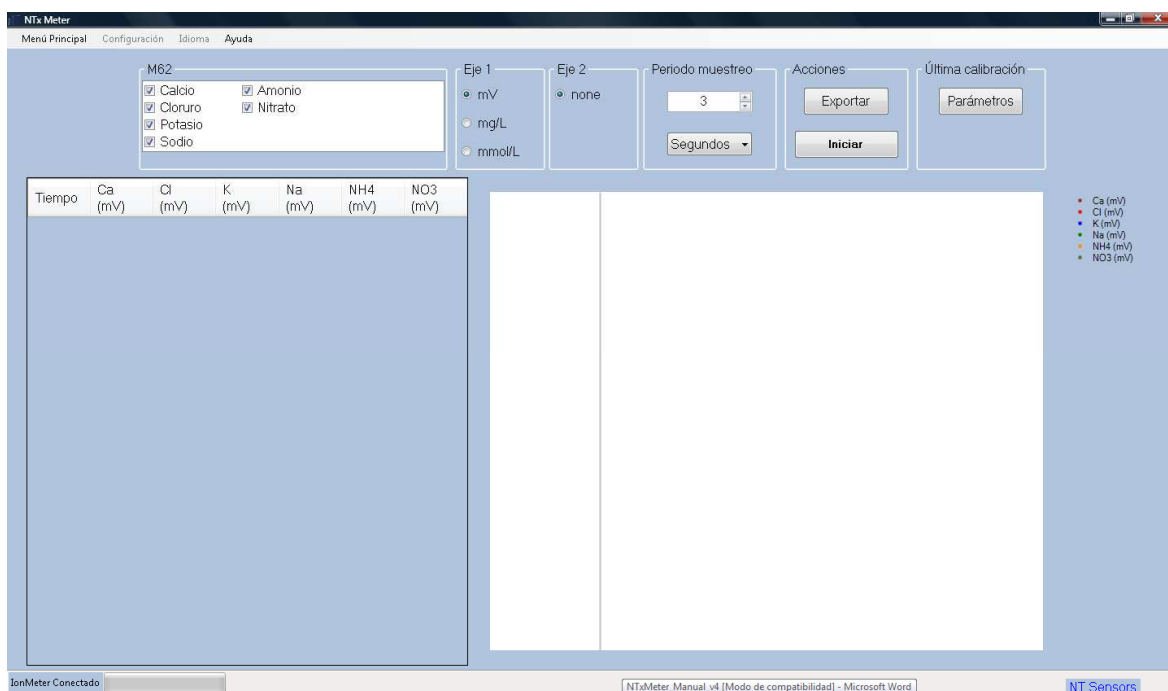 NTx Meter
Menú Principal Configuración Idioma Ayuda
M62
Calcio Amonio
Cloruro Nitrato
Potasio
Sodio
Eje 1
mV
mg/L
mmol/L
Eje 2
none
Periodo muestreo
3
Segundos
Acciones
Exportar
Iniciar
Última calibración
Parámetros
Tiempo Ca (mV) Cl (mV) K (mV) Na (mV) NH4 (mV) NO3 (mV)
Ca (mV)
Cl (mV)
K (mV)
Na (mV)
NH4 (mV)
NO3 (mV)
IonMeter Conectado
NTxMeter_Manual_v4 [Modo de compatibilidad] - Microsoft Word
NT Sensors